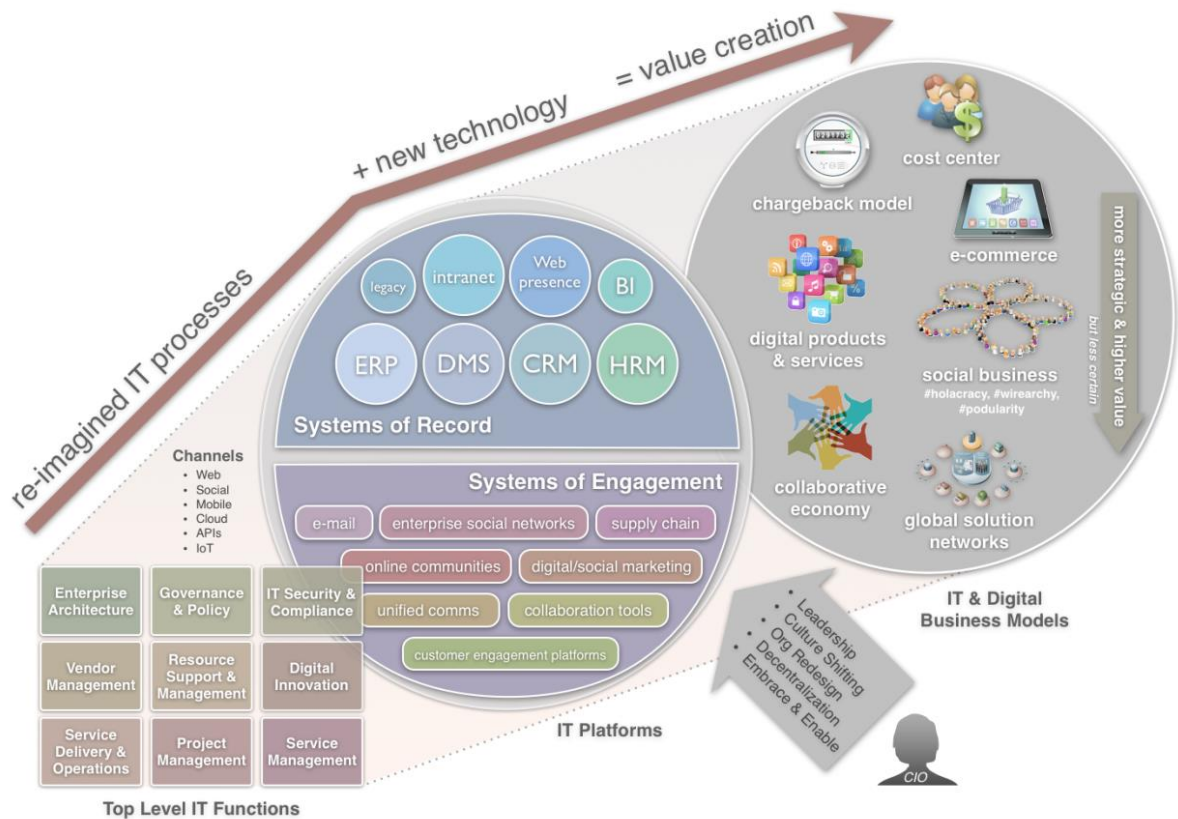 re-imagined IT processes
+ new technology
= value creation
cost center
chargeback model
e-commerce
digital products
& services
social business
#holacracy, #wirearchy,
#podularity
collaborative
economy
global solution
networks
more strategic & higher value
but less certain
IT & Digital
Business Models
legacy
intranet
Web
presence
BI
ERP
DMS
CRM
HRM
Systems of Record
Systems of Engagement
e-mail
enterprise social networks
supply chain
online communities
digital/social marketing
unified comms
collaboration tools
customer engagement platforms
IT Platforms
Channels
• Web
• Social
• Mobile
• Cloud
• APIs
• IoT
Enterprise
Architecture
Governance
& Policy
IT Security &
Compliance
Vendor
Management
Resource
Support &
Management
Digital
Innovation
Service
Delivery &
Operations
Project
Management
Service
Management
Top Level IT Functions
• Leadership
• Culture Shifting
• Org Redesign
• Decentralization
• Embrace & Enable
CIO